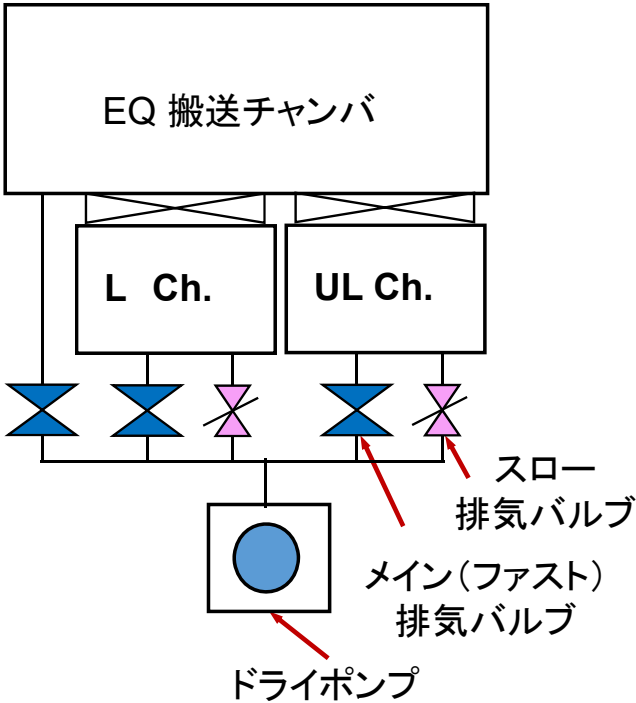 EQ 搬送チャンバ
L Ch.
UL Ch.
スロー
排気バルブ
メイン（ファスト）
排気バルブ
ドライポンプ